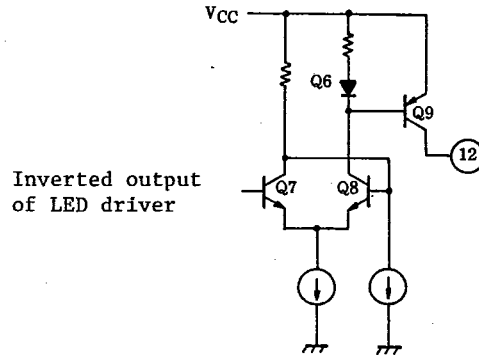 VCC
Q6
Q9
12
Inverted output
of LED driver
Q7
Q8